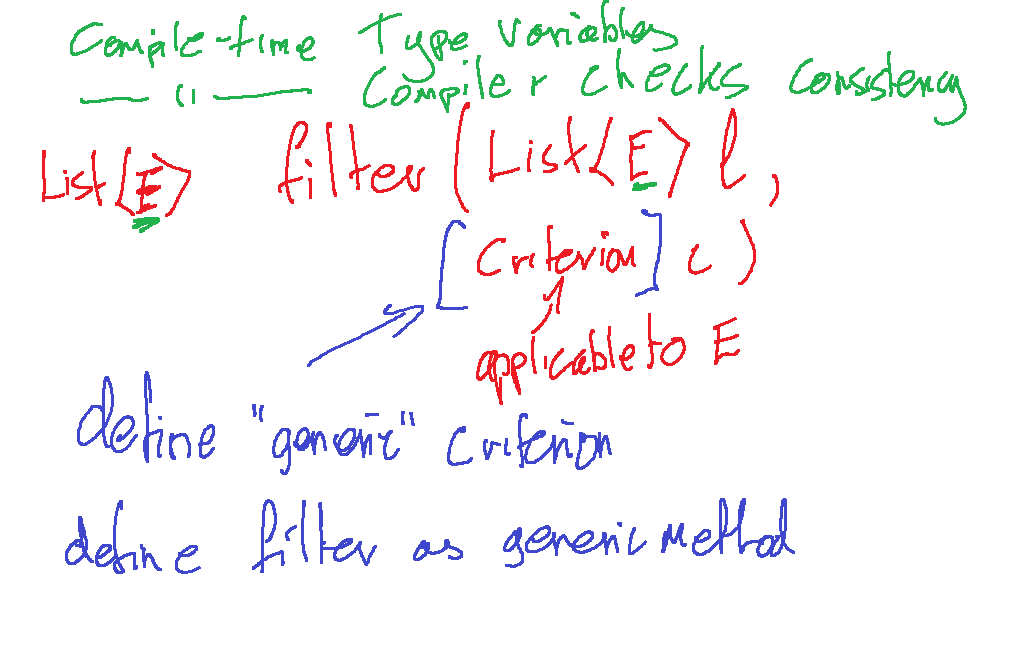 Compile-time Type variables
—— " —— Compiler checks consistency
List<E> filter(List<E> l,
[Criterion] c)
applicable to E
define "generic" Criterion
define filter as generic method